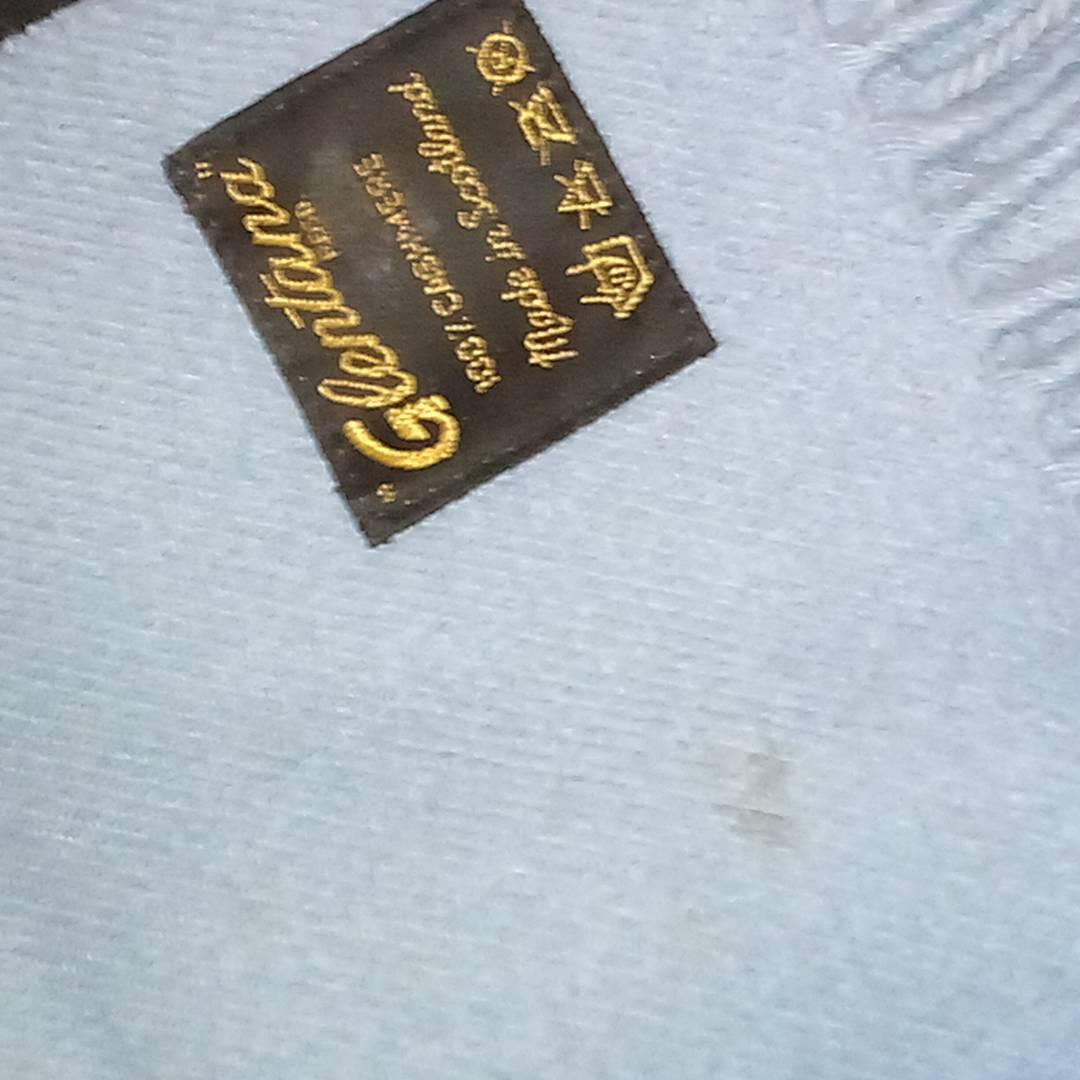 "Glentana"
100% CASHMERE
Made in Scotland